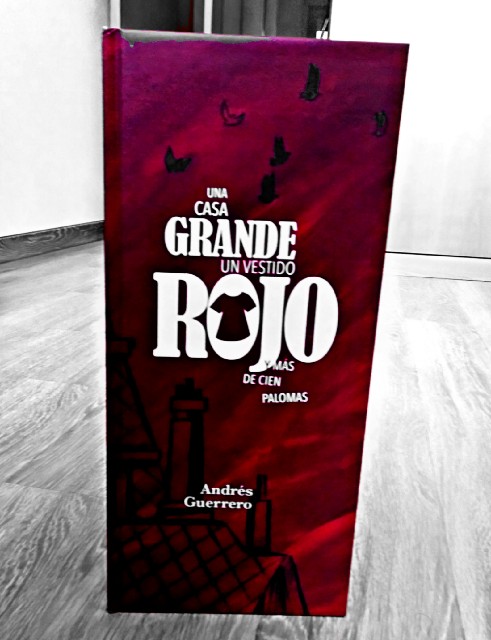 UNA
CASA
GRANDE
UN VESTIDO
ROJO
Y MÁS
DE CIEN
PALOMAS
Andrés
Guerrero